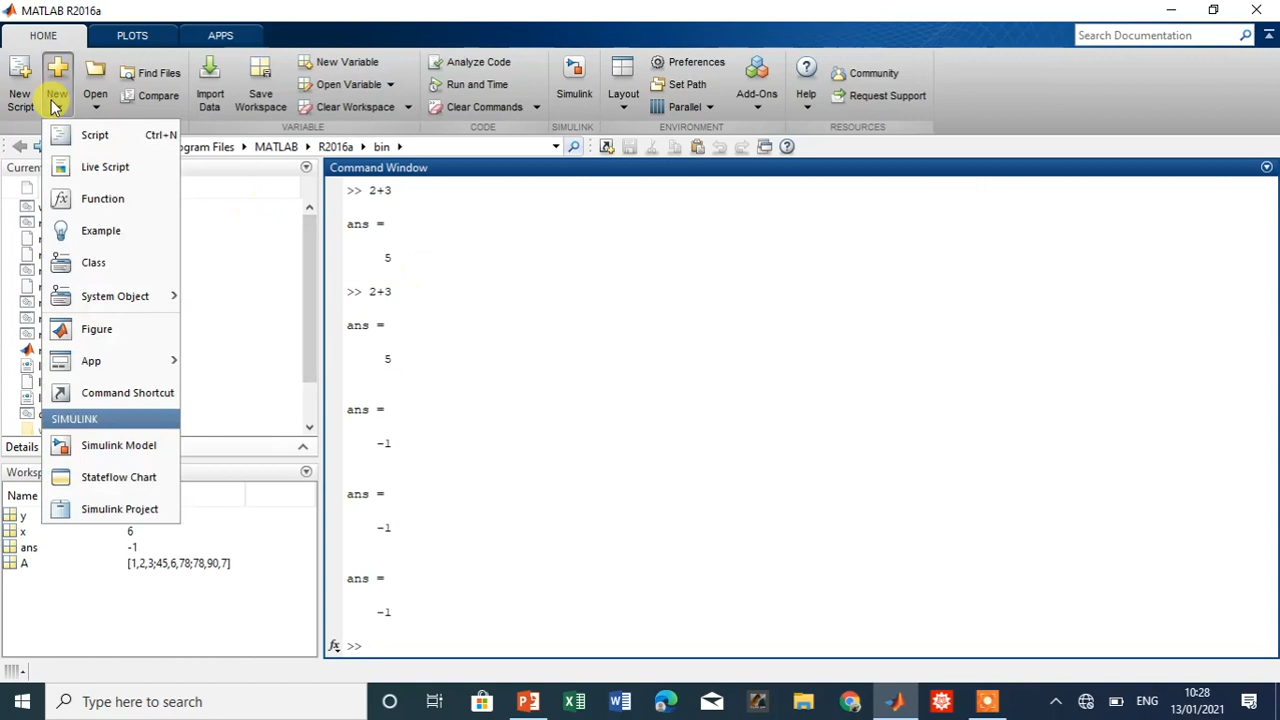 MATLAB R2016a
HOME
PLOTS
APPS
Search Documentation
New Script
New
Open
Find Files
Compare
Import Data
Save Workspace
New Variable
Open Variable
Clear Workspace
VARIABLE
Analyze Code
Run and Time
Clear Commands
CODE
Simulink
SIMULINK
Layout
Preferences
Set Path
Parallel
Add-Ons
ENVIRONMENT
Help
Community
Request Support
RESOURCES
Script Ctrl+N
Live Script
Function
Example
Class
System Object
Figure
App
Command Shortcut
SIMULINK
Simulink Model
Stateflow Chart
Simulink Project
ogram Files MATLAB R2016a bin
Curren
Details
Worksp
Name
y
x 6
ans -1
A [1,2,3;45,6,78;78,90,7]
Command Window
>> 2+3
ans =
5
>> 2+3
ans =
5
ans =
-1
ans =
-1
ans =
-1
fx >>
Type here to search
ENG
10:28
13/01/2021